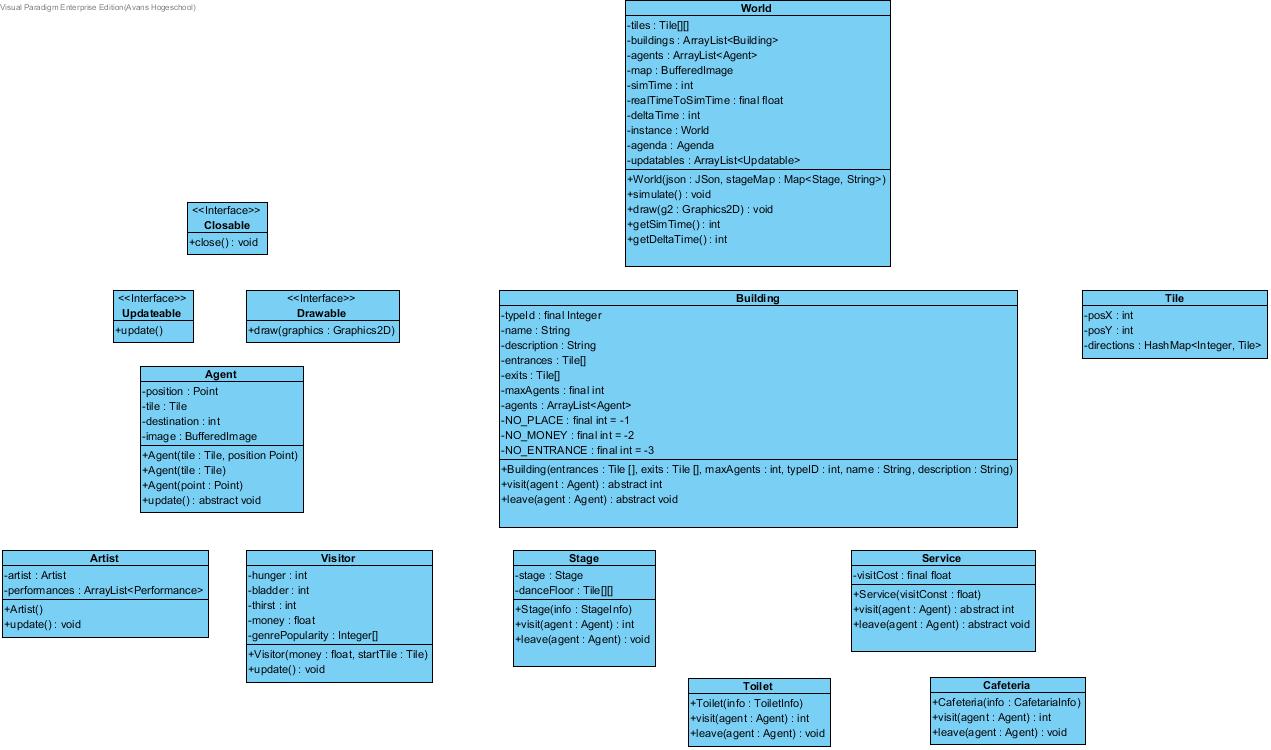 Visual Paradigm Enterprise Edition(Avans Hogeschool)
World
-tiles : Tile[][]
-buildings : ArrayList<Building>
-agents : ArrayList<Agent>
-map : BufferedImage
-simTime : int
-realTimeToSimTime : final float
-deltaTime : int
-instance : World
-agenda : Agenda
-updatables : ArrayList<Updatable>
+World(json : JSon, stageMap : Map<Stage, String>)
+simulate() : void
+draw(g2 : Graphics2D) : void
+getSimTime() : int
+getDeltaTime() : int
<<Interface>>
Closable
+close() : void
<<Interface>>
Updateable
+update()
<<Interface>>
Drawable
+draw(graphics : Graphics2D)
Building
-typeId : final Integer
-name : String
-description : String
-entrances : Tile[]
-exits : Tile[]
-maxAgents : final int
-agents : ArrayList<Agent>
-NO_PLACE : final int = -1
-NO_MONEY : final int = -2
-NO_ENTRANCE : final int = -3
+Building(entrances : Tile [], exits : Tile [], maxAgents : int, typeID : int, name : String, description : String)
+visit(agent : Agent) : abstract int
+leave(agent : Agent) : abstract void
Tile
-posX : int
-posY : int
-directions : HashMap<Integer, Tile>
Agent
-position : Point
-tile : Tile
-destination : int
-image : BufferedImage
+Agent(tile : Tile, position Point)
+Agent(tile : Tile)
+Agent(point : Point)
+update() : abstract void
Artist
-artist : Artist
-performances : ArrayList<Performance>
+Artist()
+update() : void
Visitor
-hunger : int
-bladder : int
-thirst : int
-money : float
-genrePopularity : Integer[]
+Visitor(money : float, startTile : Tile)
+update() : void
Stage
-stage : Stage
-danceFloor : Tile[][]
+Stage(info : StageInfo)
+visit(agent : Agent) : int
+leave(agent : Agent) : void
Service
-visitCost : final float
+Service(visitConst : float)
+visit(agent : Agent) : abstract int
+leave(agent : Agent) : abstract void
Toilet
+Toilet(info : ToiletInfo)
+visit(agent : Agent) : int
+leave(agent : Agent) : void
Cafeteria
+Cafeteria(info : CafetariaInfo)
+visit(agent : Agent) : int
+leave(agent : Agent) : void